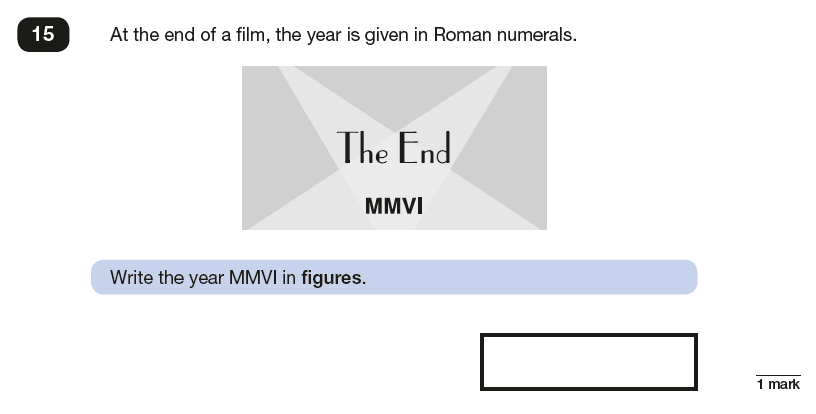 15
At the end of a film, the year is given in Roman numerals.
The End
MMVI
Write the year MMVI in figures.
1 mark